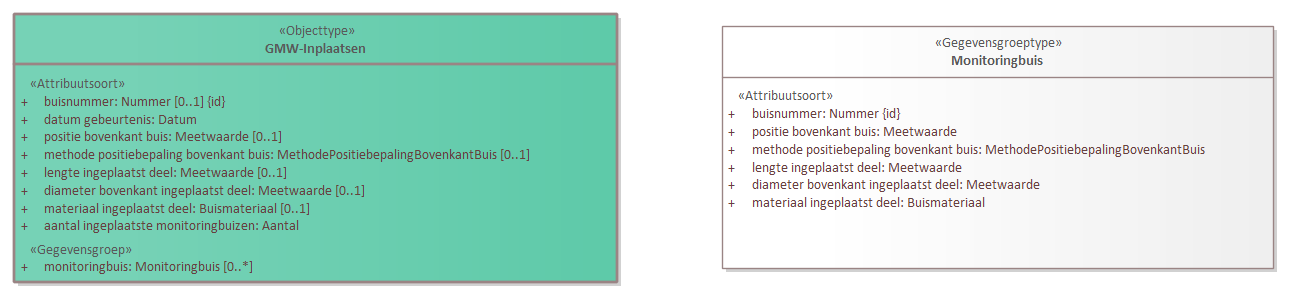 «Objecttype»
GMW-Inplaatsen
«Attribuutsoort»
+ buisnummer: Nummer [0..1] {id}
+ datum gebeurtenis: Datum
+ positie bovenkant buis: Meetwaarde [0..1]
+ methode positiebepaling bovenkant buis: MethodePositiebepalingBovenkantBuis [0..1]
+ lengte ingeplaatst deel: Meetwaarde [0..1]
+ diameter bovenkant ingeplaatst deel: Meetwaarde [0..1]
+ materiaal ingeplaatst deel: Buismateriaal [0..1]
+ aantal ingeplaatste monitoringbuizen: Aantal
«Gegevensgroep»
+ monitoringbuis: Monitoringbuis [0..*]
«Gegevensgroeptype»
Monitoringbuis
«Attribuutsoort»
+ buisnummer: Nummer {id}
+ positie bovenkant buis: Meetwaarde
+ methode positiebepaling bovenkant buis: MethodePositiebepalingBovenkantBuis
+ lengte ingeplaatst deel: Meetwaarde
+ diameter bovenkant ingeplaatst deel: Meetwaarde
+ materiaal ingeplaatst deel: Buismateriaal